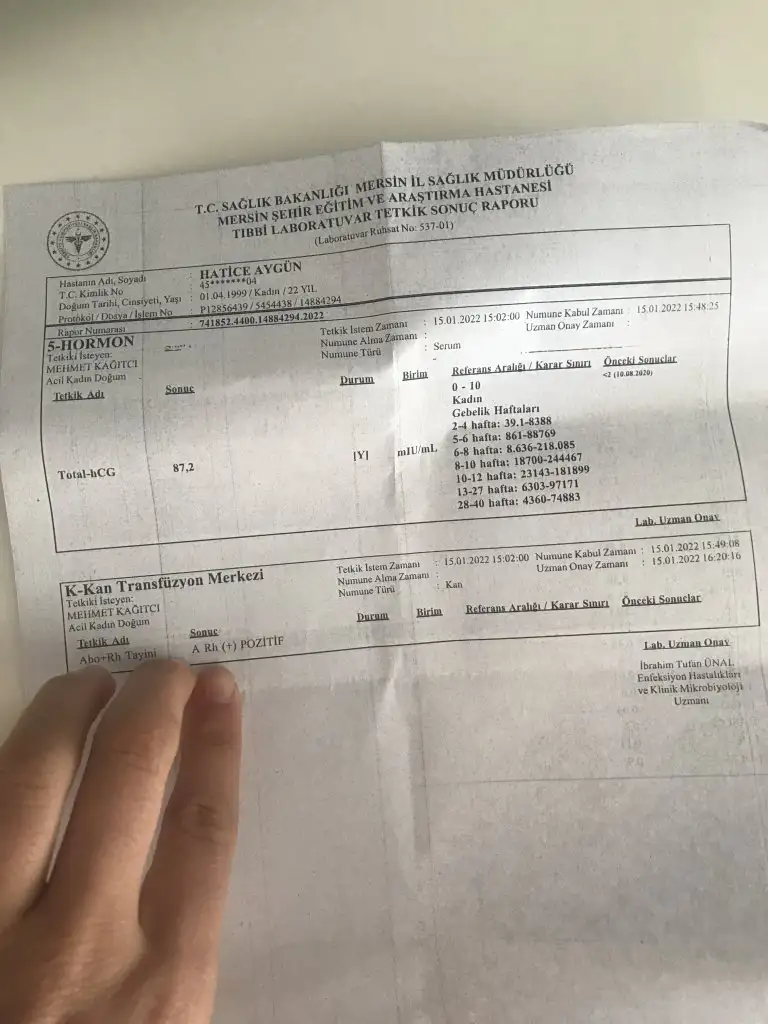 T.C. SAĞLIK BAKANLIĞI MERSİN İL SAĞLIK MÜDÜRLÜĞÜ
MERSİN ŞEHİR EĞİTİM VE ARAŞTIRMA HASTANESİ
TIBBİ LABORATUVAR TETKİK SONUÇ RAPORU
(Laboratuvar Ruhsat No: 537-01)
Hastanın Adı, Soyadı : HATİCE AYGÜN
T.C. Kimlik No : 45*******04
Doğum Tarihi, Cinsiyeti, Yaşı : 01.04.1999 / Kadın / 22 YIL
Protokol / Dosya / İşlem No : P12856439 / 5454438 / 14884294
Rapor Numarası : 741852.4400.14884294.2022
5-HORMON
Tetkiki İsteyen:
MEHMET KAĞITCI
Acil Kadın Doğum
Tetkik İstem Zamanı : 15.01.2022 15:02:00 Numune Kabul Zamanı : 15.01.2022 15:48:25
Numune Alma Zamanı : Uzman Onay Zamanı :
Numune Türü : Serum
Tetkik Adı Sonuç Durum Birim Referans Aralığı / Karar Sınırı Önceki Sonuçlar
0 - 10 <2 (10.08.2020)
Kadın
Gebelik Haftaları
2-4 hafta: 39.1-8388
5-6 hafta: 861-88769
Total-hCG 87,2 [Y] mIU/mL 6-8 hafta: 8.636-218.085
8-10 hafta: 18700-244467
10-12 hafta: 23143-181899
13-27 hafta: 6303-97171
28-40 hafta: 4360-74883
Lab. Uzman Onay
K-Kan Transfüzyon Merkezi
Tetkiki İsteyen:
MEHMET KAĞITCI
Acil Kadın Doğum
Tetkik İstem Zamanı : 15.01.2022 15:02:00 Numune Kabul Zamanı : 15.01.2022 15:49:08
Numune Alma Zamanı : Uzman Onay Zamanı : 15.01.2022 16:20:16
Numune Türü : Kan
Tetkik Adı Sonuç Durum Birim Referans Aralığı / Karar Sınırı Önceki Sonuçlar
Abo+Rh Tayini A Rh (+) POZİTİF
Lab. Uzman Onay
İbrahim Tufan ÜNAL
Enfeksiyon Hastalıkları
ve Klinik Mikrobiyoloji
Uzmanı